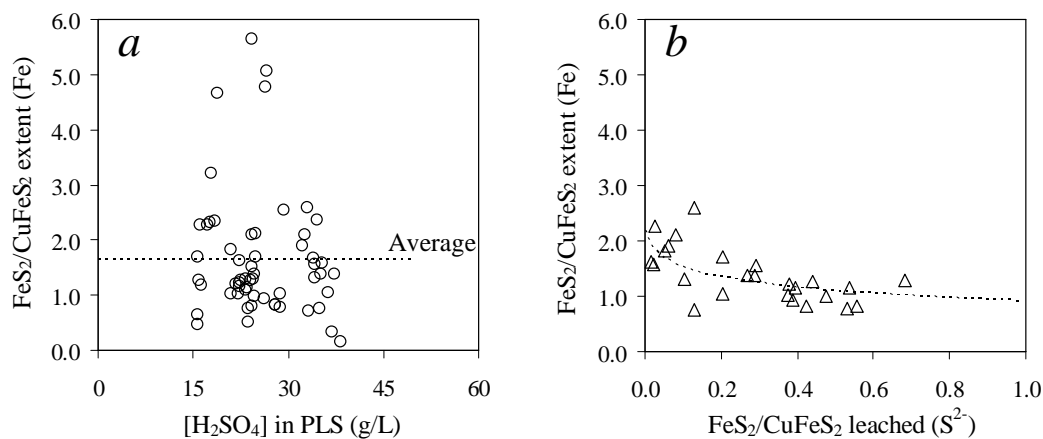 a
6.0
5.0
4.0
3.0
2.0
1.0
0.0
FeS2/CuFeS2 extent (Fe)
Average
0 15 30 45 60
[H2SO4] in PLS (g/L)
b
6.0
5.0
4.0
3.0
2.0
1.0
0.0
FeS2/CuFeS2 extent (Fe)
0.0 0.2 0.4 0.6 0.8 1.0
FeS2/CuFeS2 leached (S2-)